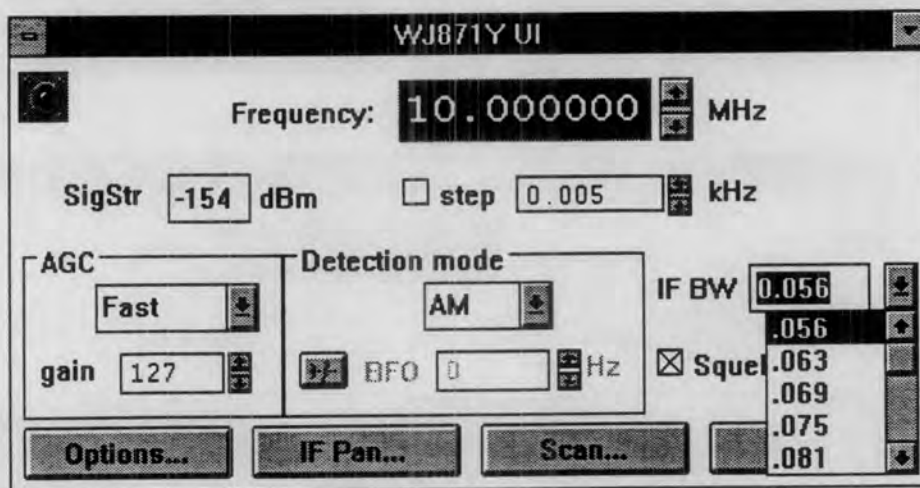 WJ871Y UI
Frequency: 10.000000 MHz
SigStr -154 dBm step 0.005 kHz
AGC
Fast
gain 127
Detection mode
AM
+/- BFO 0 Hz
IF BW 0.056
.056
.063
.069
.075
.081
Squel
Options... IF Pan... Scan...